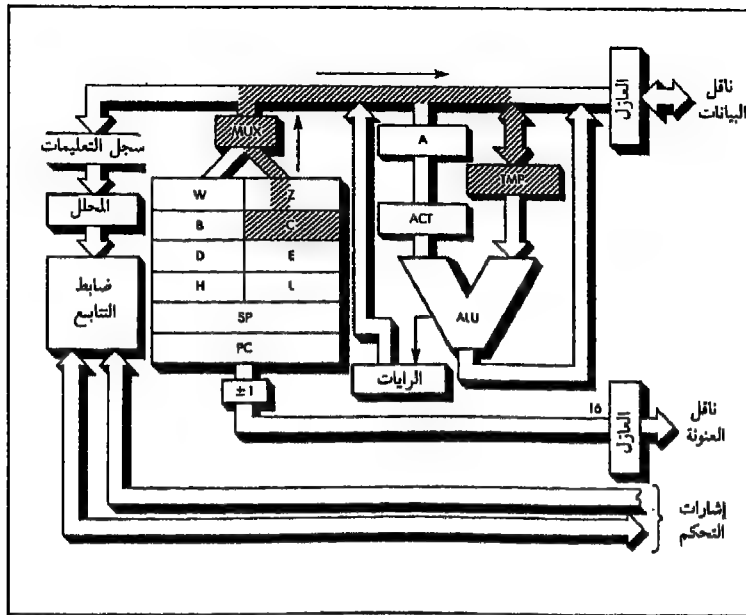 العازل
ناقل
البيانات
MUX
سجل التعليمات
A
TMP
المحلل
W
Z
ACT
B
C
D
E
ضابط
التتابع
H
L
ALU
SP
PC
الرايات
±1
16
العازل
ناقل
العنونة
إشارات
التحكم